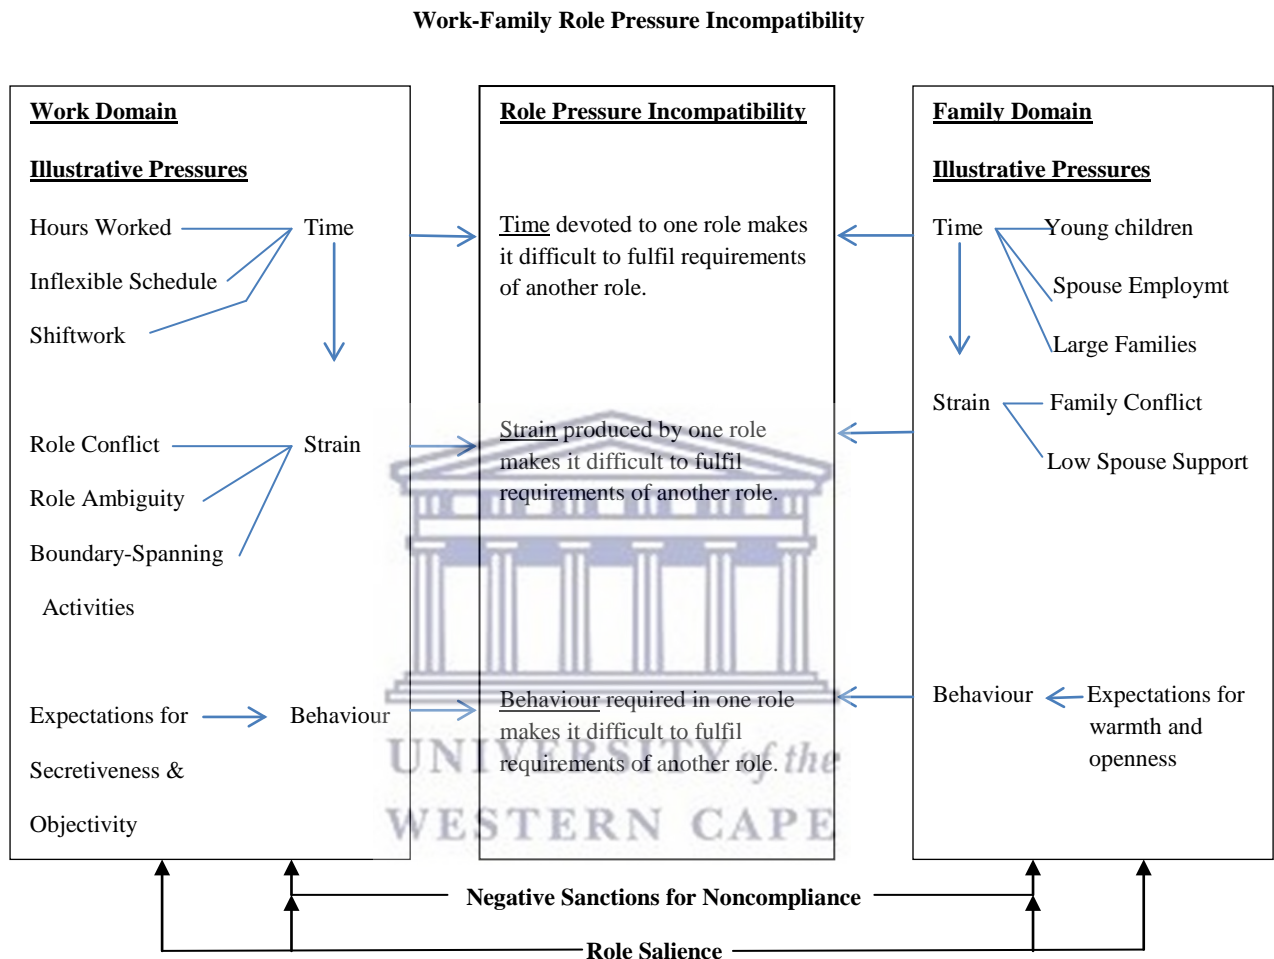 Work-Family Role Pressure Incompatibility
Work Domain
Illustrative Pressures
Hours Worked
Time
Inflexible Schedule
Shiftwork
Role Conflict
Strain
Role Ambiguity
Boundary-Spanning
Activities
Expectations for
Behaviour
Secretiveness &
Objectivity
Role Pressure Incompatibility
Time devoted to one role makes
it difficult to fulfil requirements
of another role.
Strain produced by one role
makes it difficult to fulfil
requirements of another role.
Behaviour required in one role
makes it difficult to fulfil
requirements of another role.
UNIVERSITY of the
WESTERN CAPE
Family Domain
Illustrative Pressures
Time
Young children
Spouse Employmt
Large Families
Strain
Family Conflict
Low Spouse Support
Behaviour
Expectations for
warmth and
openness
Negative Sanctions for Noncompliance
Role Salience